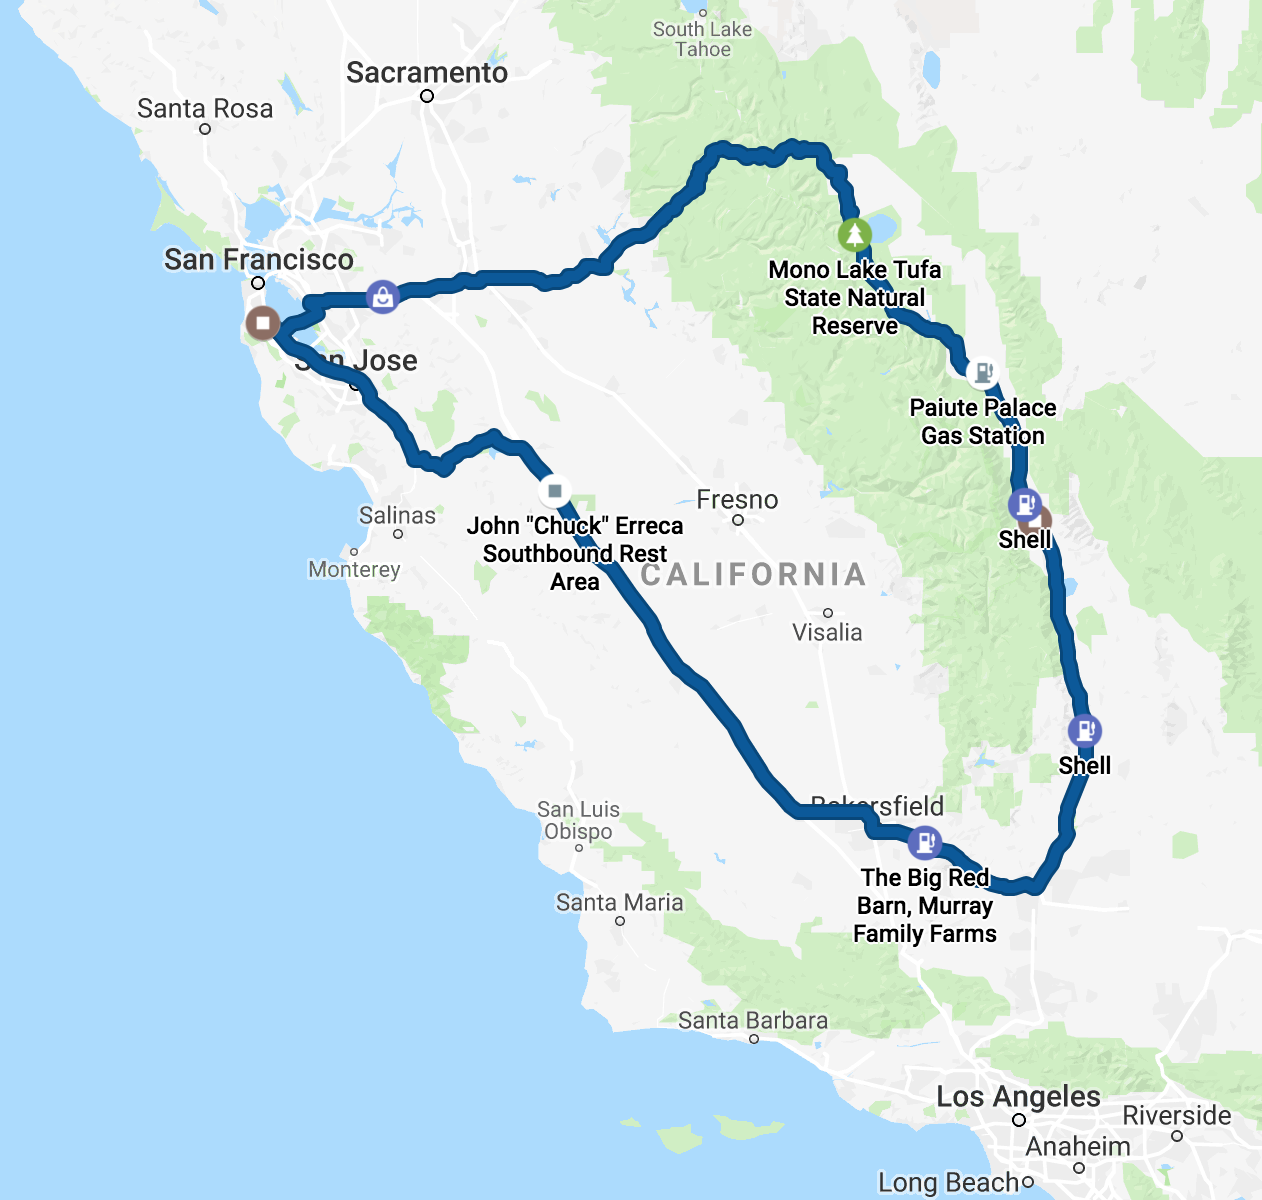 South Lake
Tahoe
Sacramento
Santa Rosa
San Francisco
Mono Lake Tufa
State Natural
Reserve
San Jose
Paiute Palace
Gas Station
Fresno
Salinas
John "Chuck" Erreca
Southbound Rest
Area
Shell
Monterey
CALIFORNIA
Visalia
Shell
Bakersfield
San Luis
Obispo
The Big Red
Barn, Murray
Family Farms
Santa Maria
Santa Barbara
Los Angeles
Riverside
Anaheim
Long Beach